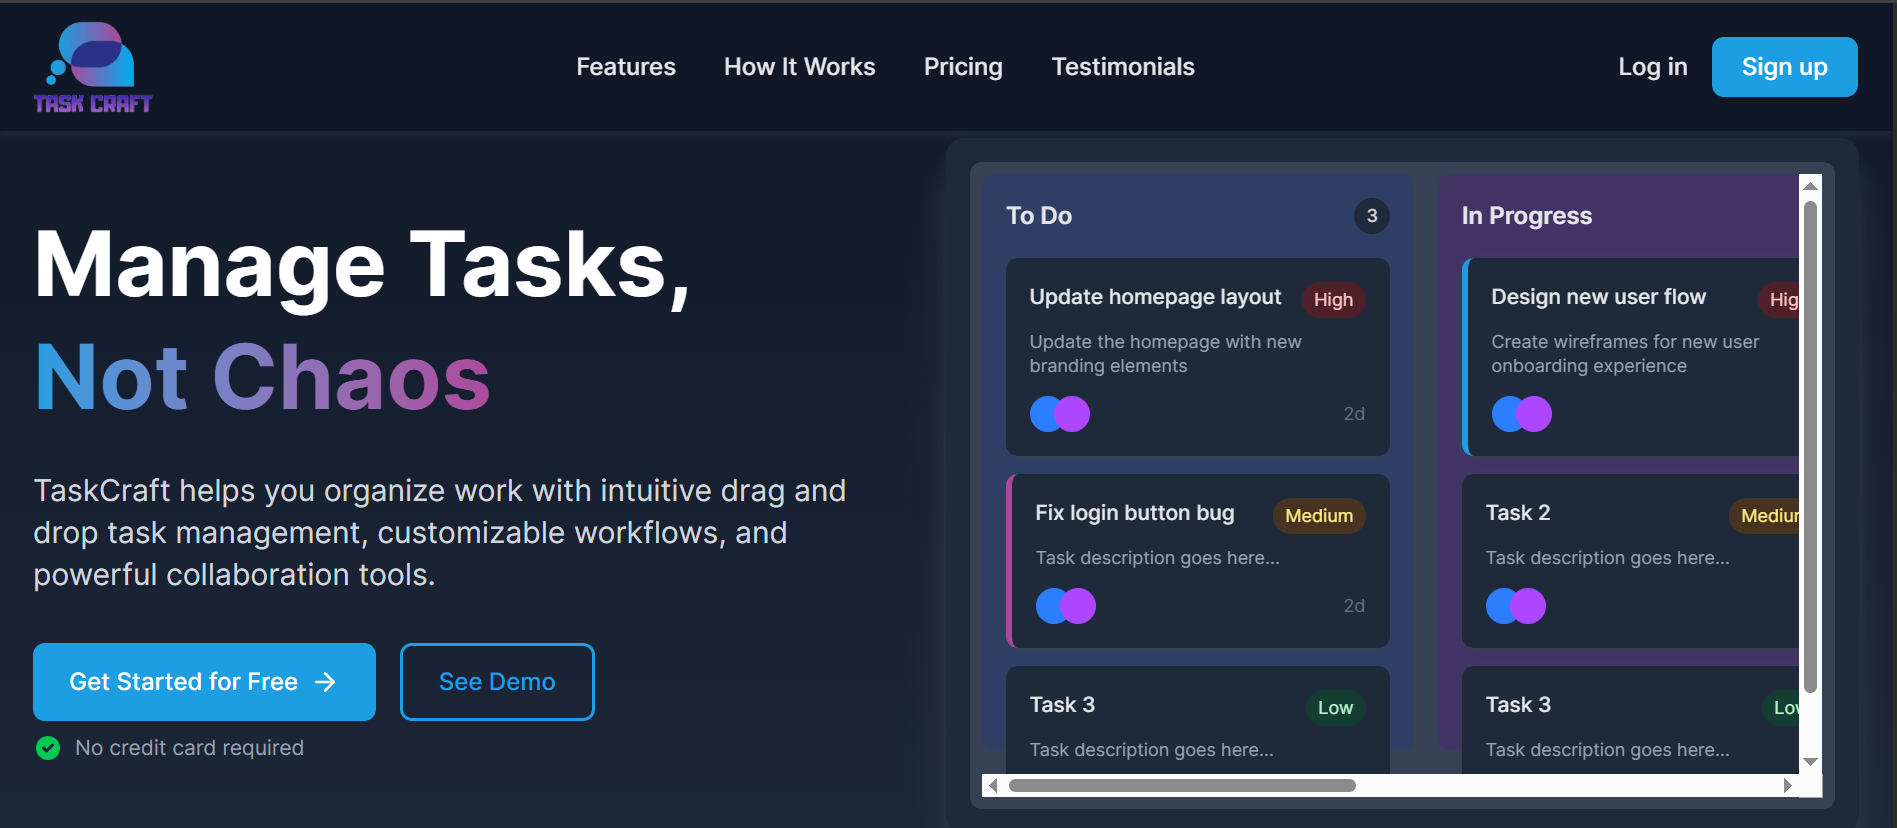 TASK CRAFT
Features
How It Works
Pricing
Testimonials
Log in
Sign up
Manage Tasks,
Not Chaos
TaskCraft helps you organize work with intuitive drag and
drop task management, customizable workflows, and
powerful collaboration tools.
Get Started for Free →
See Demo
No credit card required
To Do
3
Update homepage layout
High
Update the homepage with new
branding elements
2d
Fix login button bug
Medium
Task description goes here...
2d
Task 3
Low
Task description goes here...
In Progress
Design new user flow
Hig
Create wireframes for new user
onboarding experience
Task 2
Mediur
Task description goes here...
Task 3
Lov
Task description goes here...